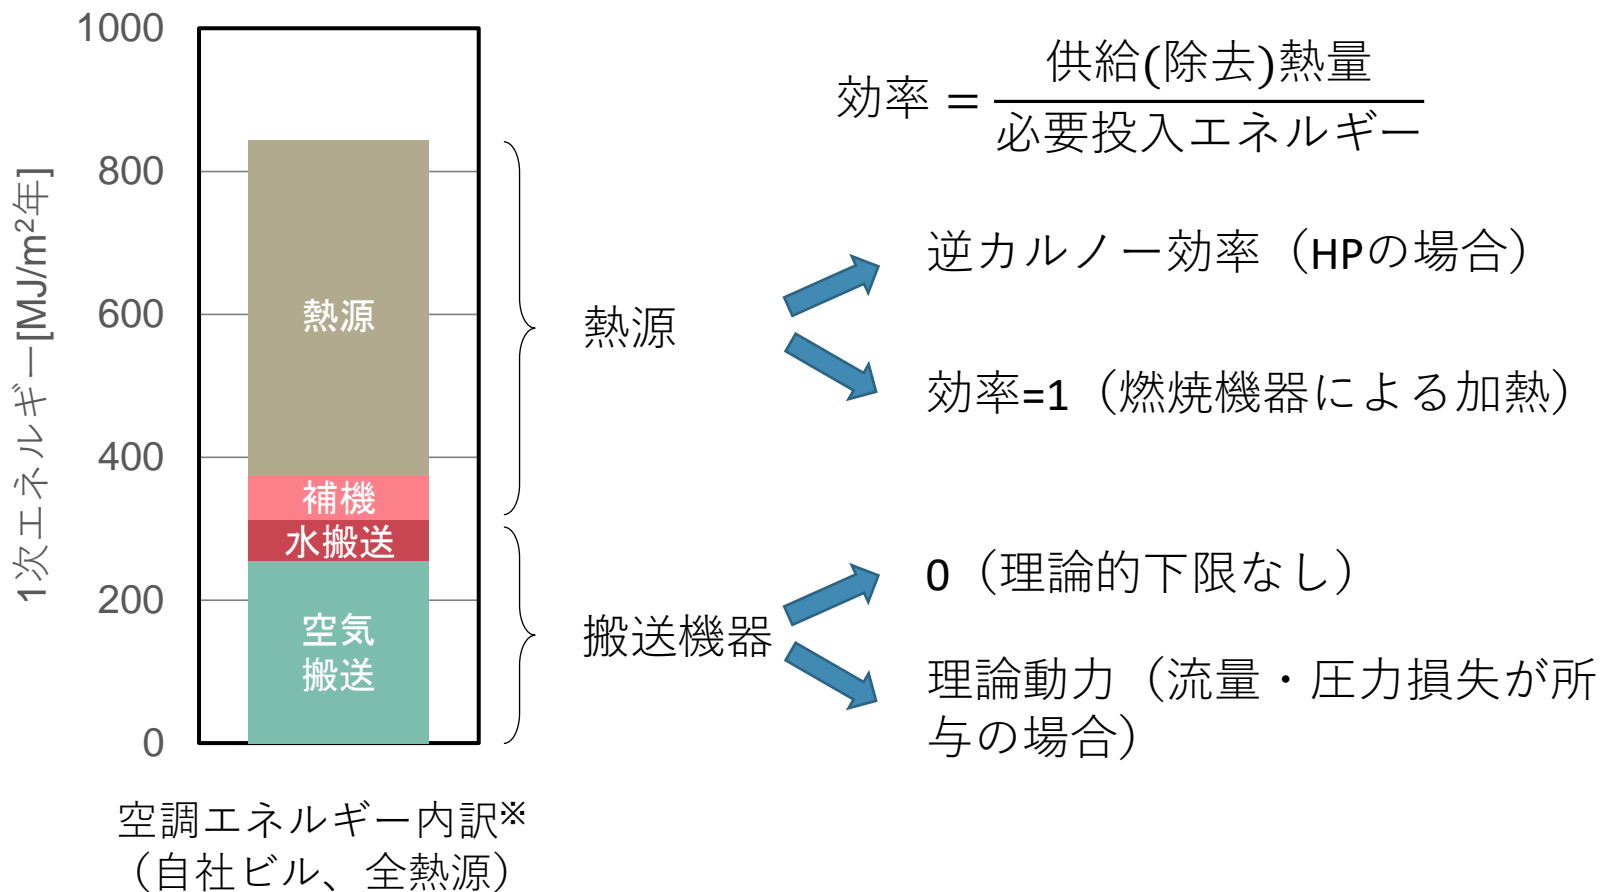 1次エネルギー[MJ/m²年]
1000
800
600
400
200
0
熱源
補機
水搬送
空気
搬送
空調エネルギー内訳※
（自社ビル、全熱源）
熱源
搬送機器
効率 = 供給(除去)熱量
必要投入エネルギー
逆カルノー効率（HPの場合）
効率=1（燃焼機器による加熱）
0（理論的下限なし）
理論動力（流量・圧力損失が所
与の場合）